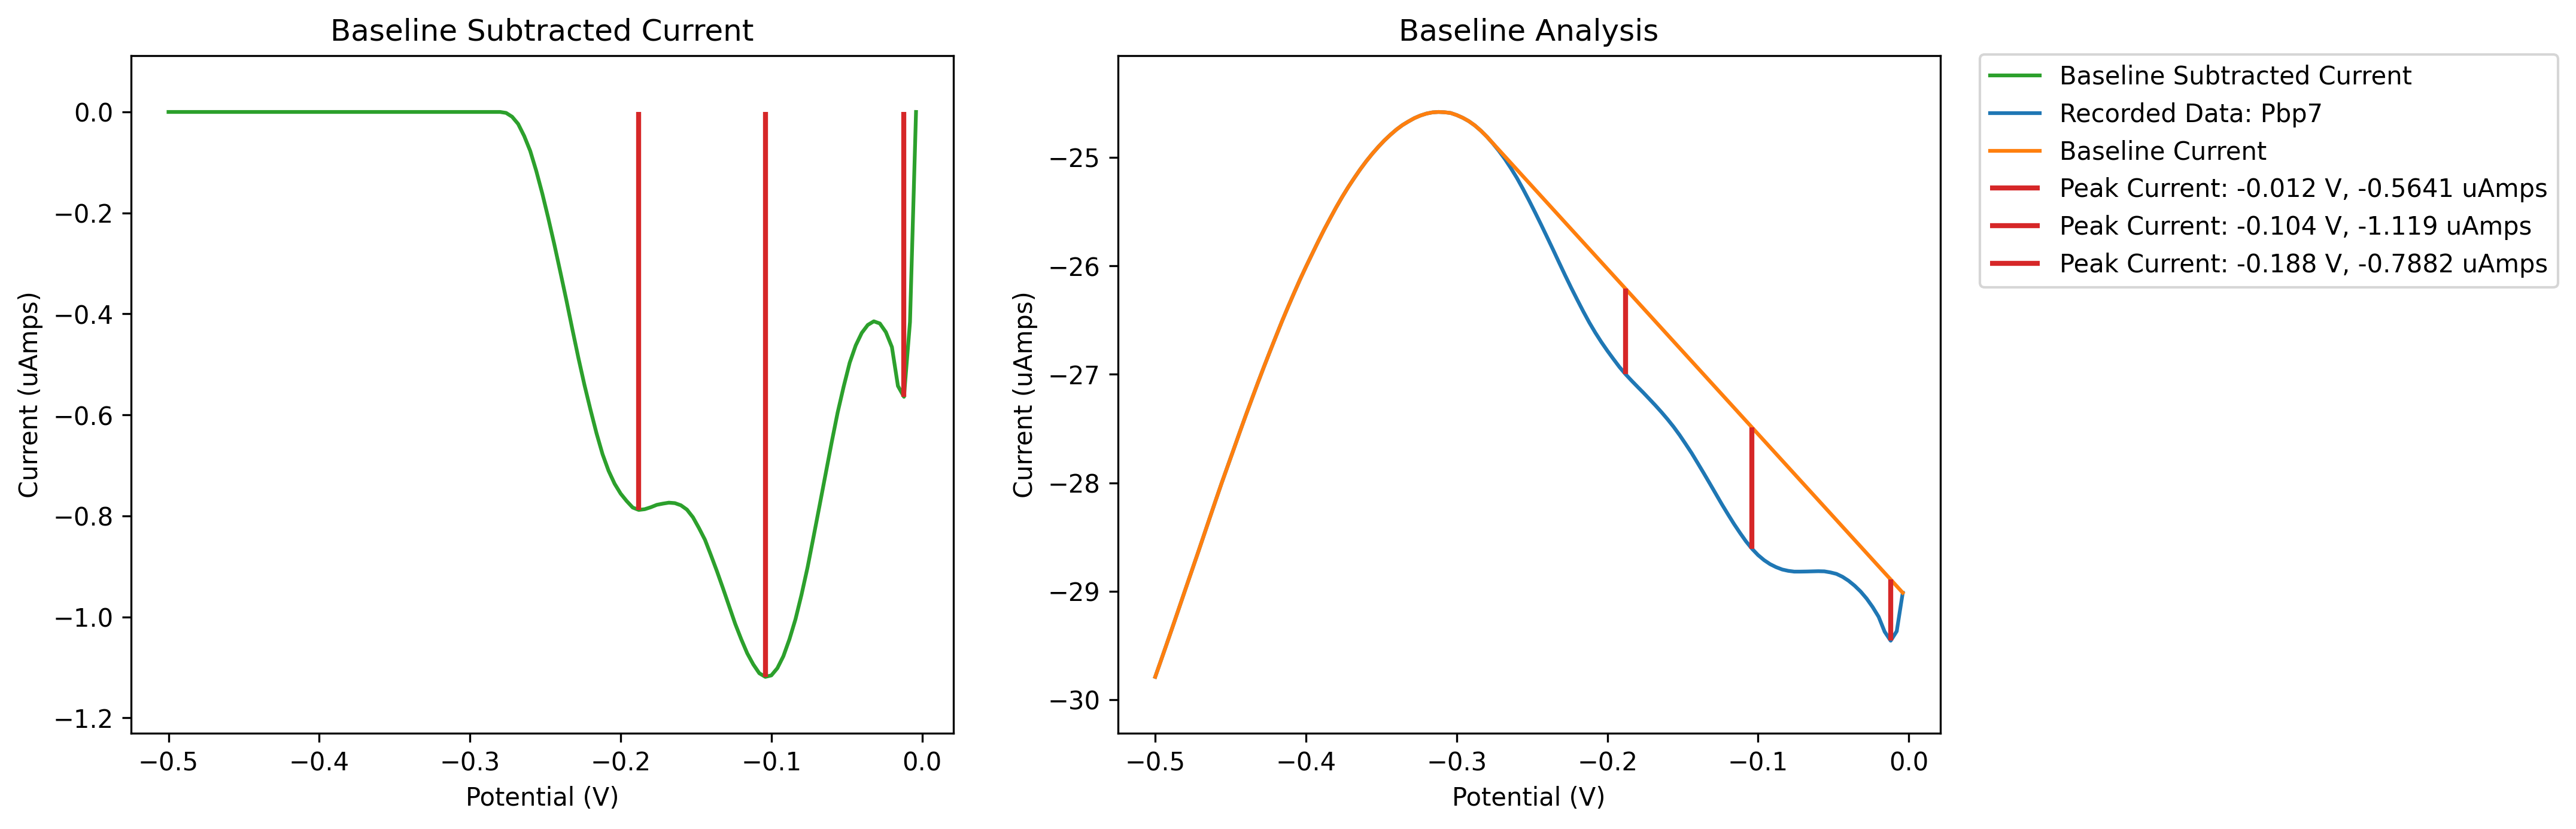 Baseline Subtracted Current
0.0
−0.2
−0.4
−0.6
−0.8
−1.0
−1.2
Current (uAmps)
−0.5 −0.4 −0.3 −0.2 −0.1 0.0
Potential (V)
Baseline Analysis
−25
−26
−27
−28
−29
−30
Current (uAmps)
−0.5 −0.4 −0.3 −0.2 −0.1 0.0
Potential (V)
Baseline Subtracted Current
Recorded Data: Pbp7
Baseline Current
Peak Current: -0.012 V, -0.5641 uAmps
Peak Current: -0.104 V, -1.119 uAmps
Peak Current: -0.188 V, -0.7882 uAmps